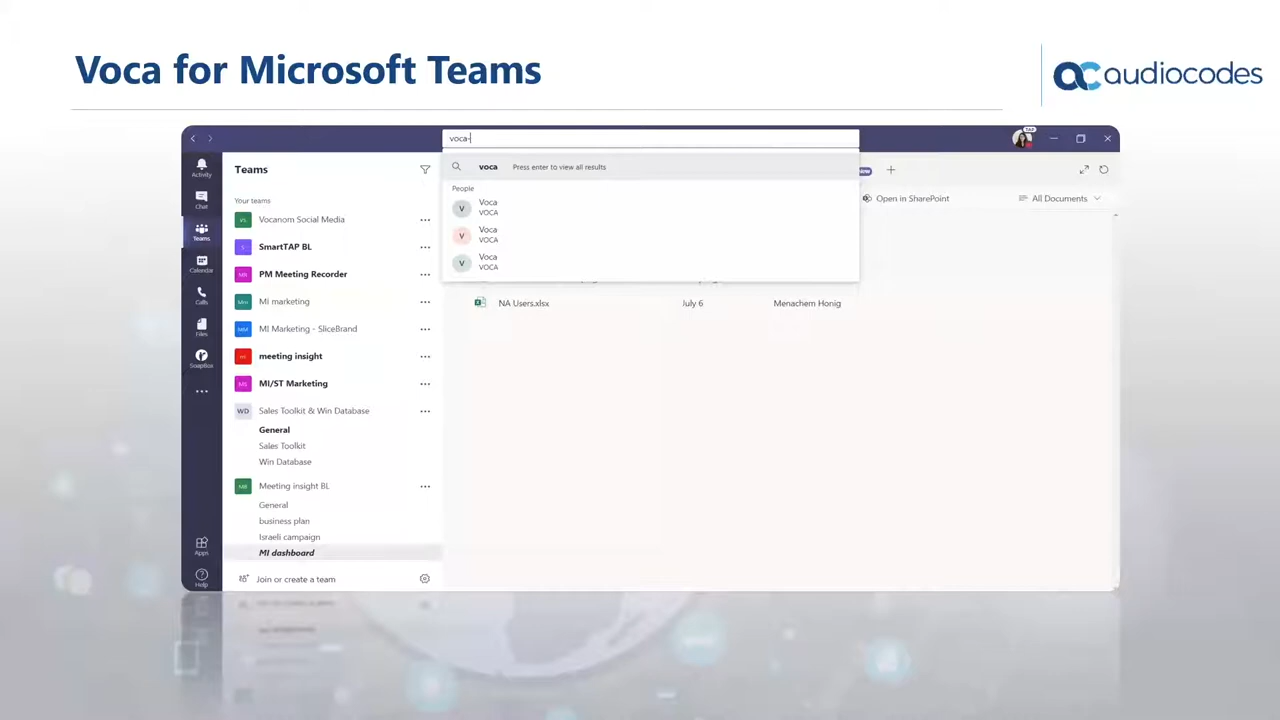 Voca for Microsoft Teams
audiocodes
voca-
TAP
Teams
voca Press enter to view all results
People
Voca
VOCA
Voca
VOCA
Voca
VOCA
Open in SharePoint
All Documents
NA Users.xlsx July 6 Menachem Honig
Activity
Chat
Teams
Calendar
Calls
Files
Soapbox
Apps
Help
Your teams
Vocanom Social Media
SmartTAP BL
PM Meeting Recorder
Mi marketing
MI Marketing - SliceBrand
meeting insight
MI/ST Marketing
WD Sales Toolkit & Win Database
General
Sales Toolkit
Win Database
Meeting insight BL
General
business plan
Israeli campaign
MI dashboard
Join or create a team